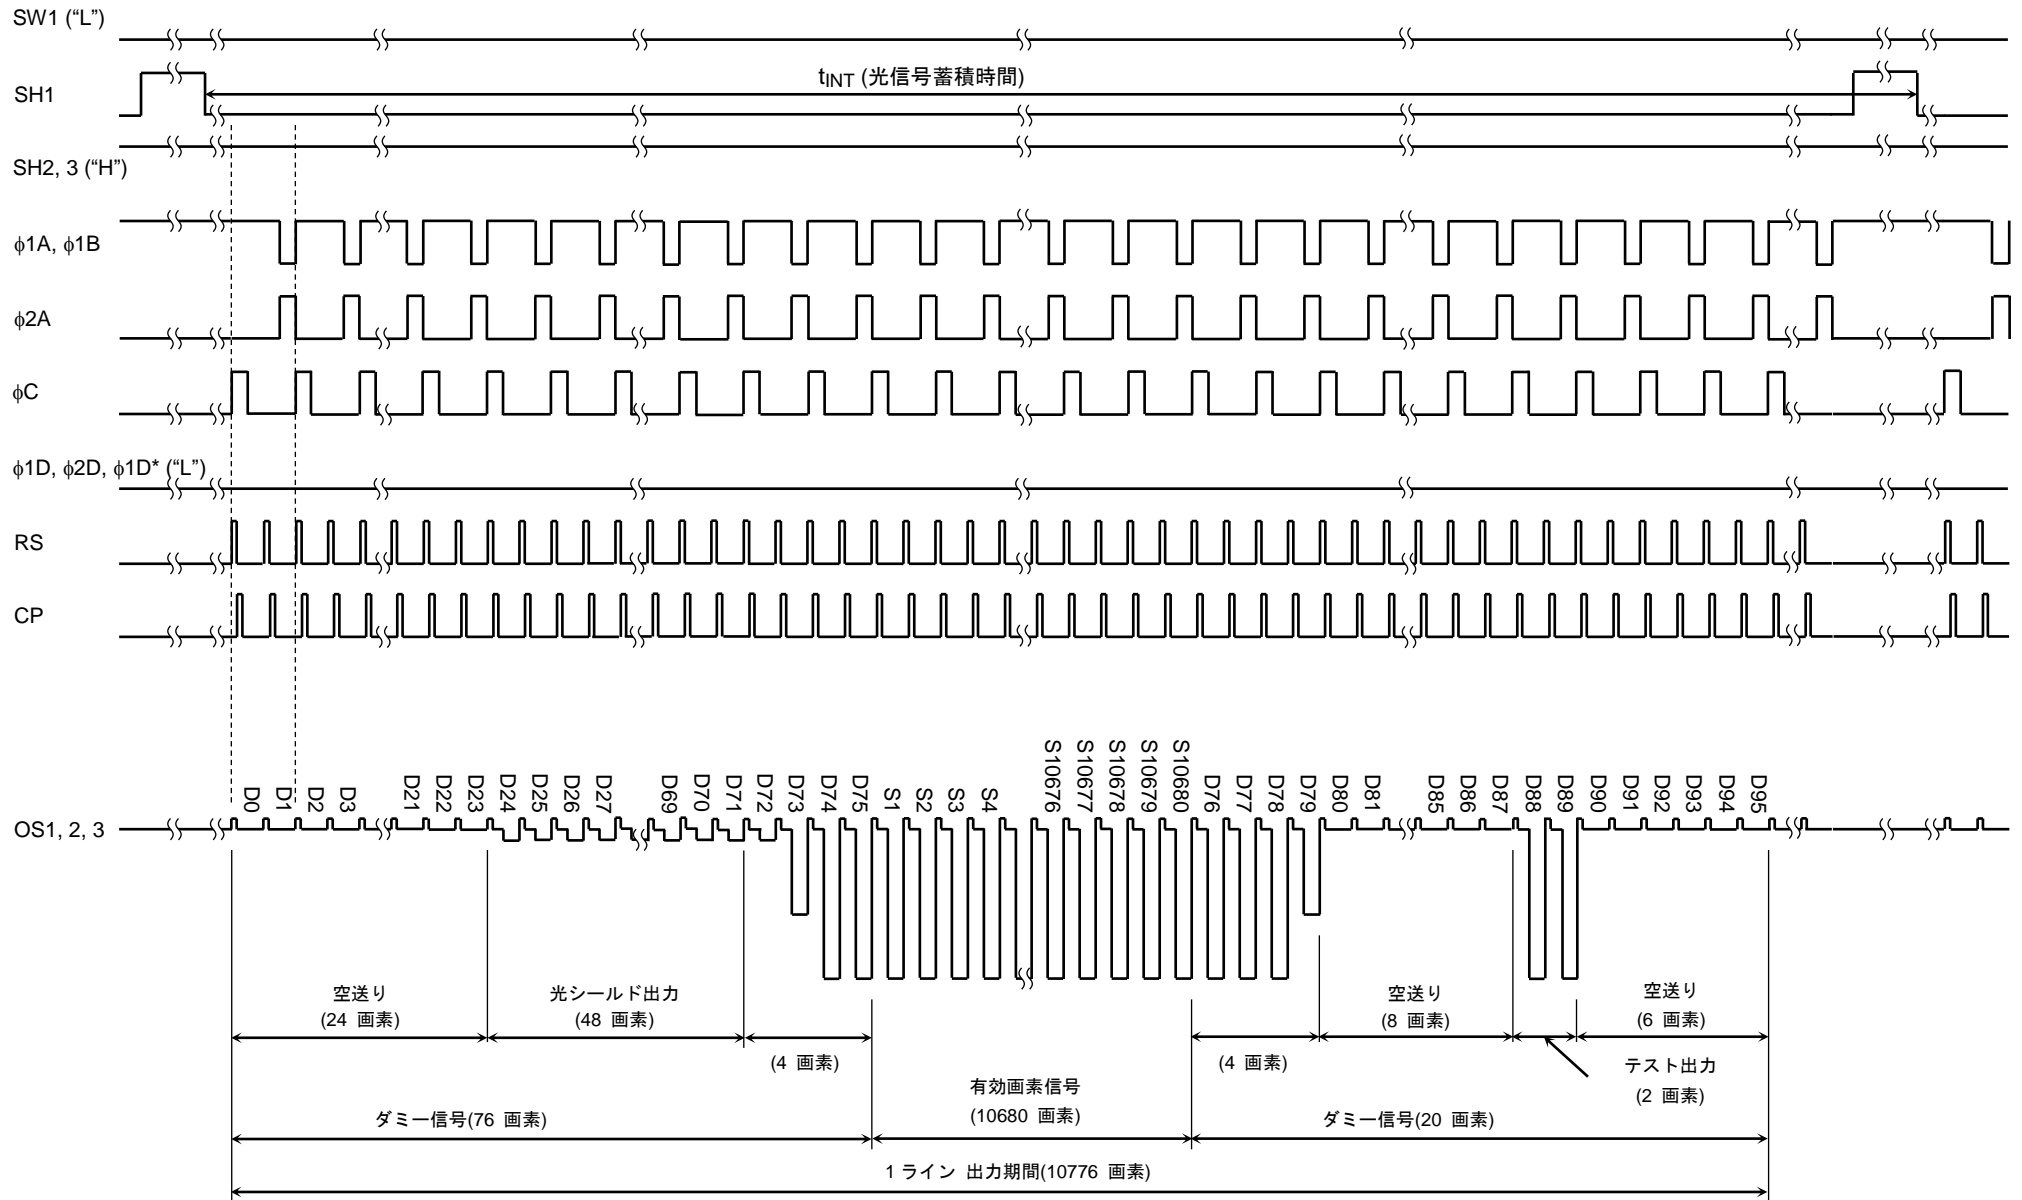 SW1 (“L”)
tINT (光信号蓄積時間)
SH1
SH2, 3 (“H”)
ϕ1A, ϕ1B
ϕ2A
ϕC
ϕ1D, ϕ2D, ϕ1D* (“L”)
RS
CP
OS1, 2, 3
D0
D1
D2
D3
D21
D22
D23
D24
D25
D26
D27
D69
D70
D71
D72
D73
D74
D75
S1
S2
S3
S4
S10676
S10677
S10678
S10679
S10680
D76
D77
D78
D79
D80
D81
D85
D86
D87
D88
D89
D90
D91
D92
D93
D94
D95
空送り
(24 画素)
光シールド出力
(48 画素)
(4 画素)
有効画素信号
(10680 画素)
(4 画素)
空送り
(8 画素)
空送り
(6 画素)
テスト出力
(2 画素)
ダミー信号(76 画素)
ダミー信号(20 画素)
1 ライン 出力期間(10776 画素)